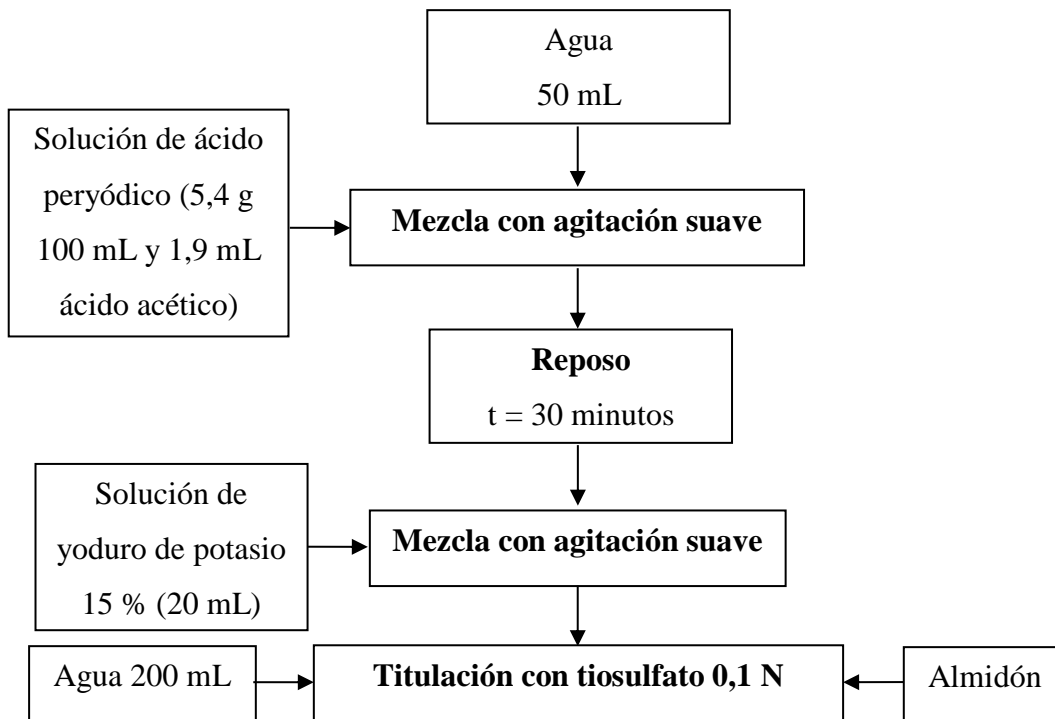 Agua
50 mL
Solución de ácido
peryódico (5,4 g
100 mL y 1,9 mL
ácido acético)
Mezcla con agitación suave
Reposo
t = 30 minutos
Solución de
yoduro de potasio
15 % (20 mL)
Mezcla con agitación suave
Agua 200 mL
Titulación con tiosulfato 0,1 N
Almidón